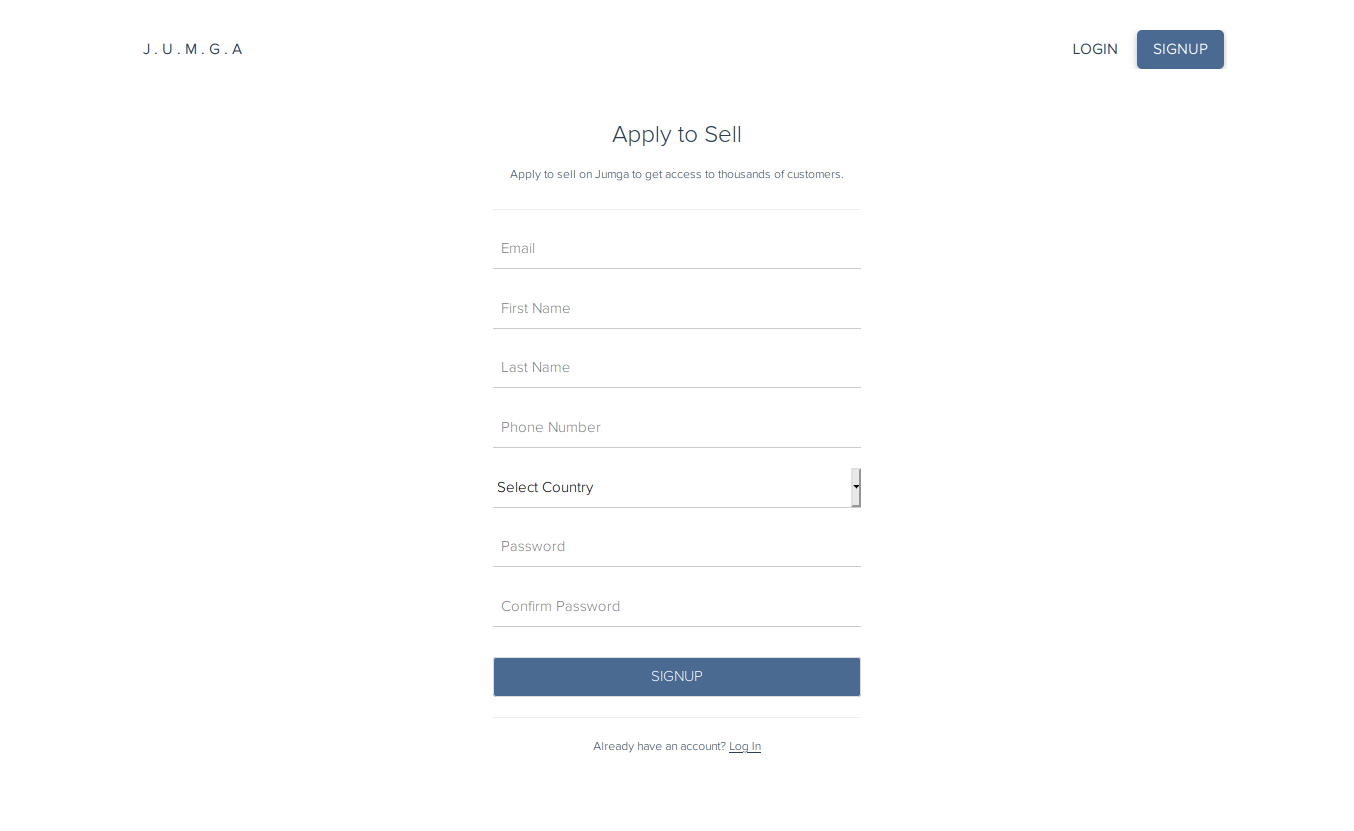 J.U.M.G.A
LOGIN
SIGNUP
Apply to Sell
Apply to sell on Jumga to get access to thousands of customers.
Email
First Name
Last Name
Phone Number
Select Country
Password
Confirm Password
SIGNUP
Already have an account? Log In